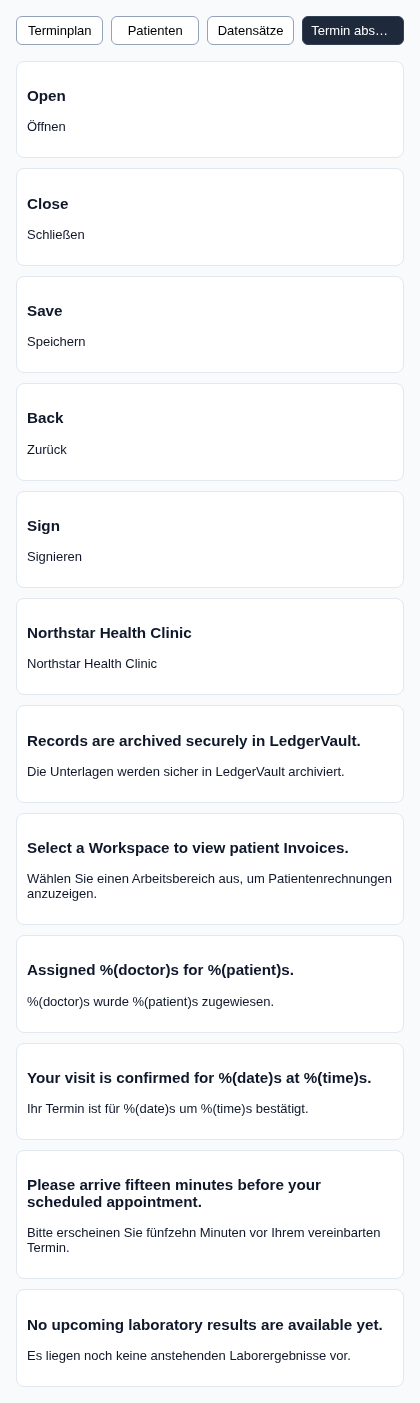 Terminplan
Patienten
Datensätze
Termin abs…
Open
Öffnen
Close
Schließen
Save
Speichern
Back
Zurück
Sign
Signieren
Northstar Health Clinic
Northstar Health Clinic
Records are archived securely in LedgerVault.
Die Unterlagen werden sicher in LedgerVault archiviert.
Select a Workspace to view patient Invoices.
Wählen Sie einen Arbeitsbereich aus, um Patientenrechnungen
anzuzeigen.
Assigned %(doctor)s for %(patient)s.
%(doctor)s wurde %(patient)s zugewiesen.
Your visit is confirmed for %(date)s at %(time)s.
Ihr Termin ist für %(date)s um %(time)s bestätigt.
Please arrive fifteen minutes before your
scheduled appointment.
Bitte erscheinen Sie fünfzehn Minuten vor Ihrem vereinbarten
Termin.
No upcoming laboratory results are available yet.
Es liegen noch keine anstehenden Laborergebnisse vor.